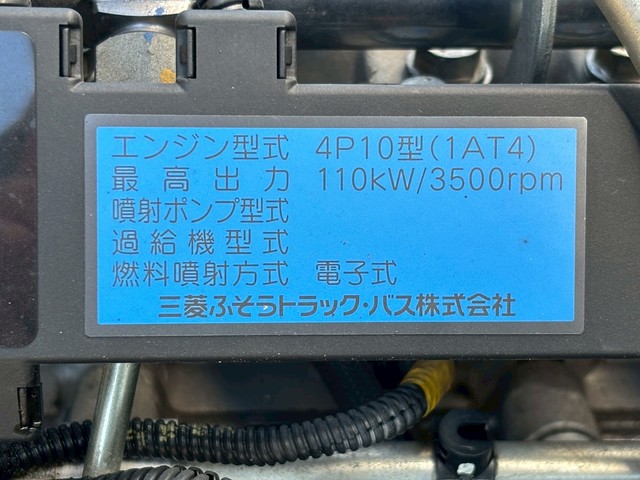 エンジン型式 4P10型(1AT4)
最高出力 110kW/3500rpm
噴射ポンプ型式
過給機型式
燃料噴射方式 電子式
三菱ふそうトラック・バス株式会社